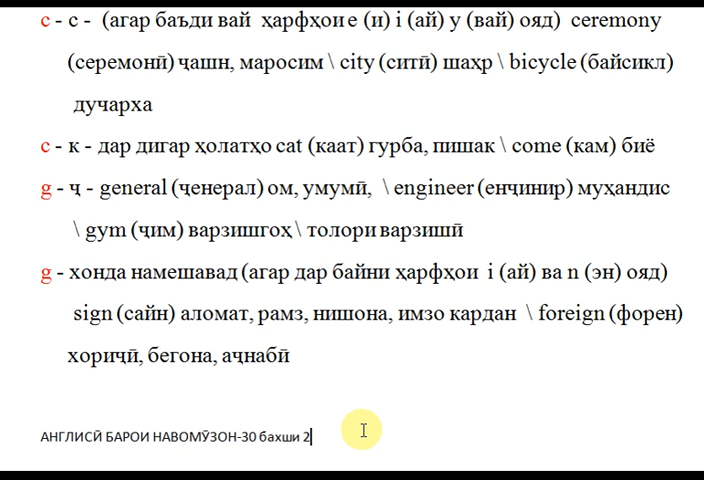 c - с - (агар баъди вай ҳарфҳои e (и) i (ай) y (вай) ояд) ceremony
(серемонӣ) ҷашн, маросим \ city (ситӣ) шаҳр \ bicycle (байсикл)
дучарха
c - к - дар дигар ҳолатҳо cat (каат) гурба, пишак \ come (кам) биё
g - ҷ - general (ҷенерал) ом, умумӣ, \ engineer (енҷинир) муҳандис
\ gym (ҷим) варзишгоҳ \ толори варзишӣ
g - хонда намешавад (агар дар байни ҳарфҳои i (ай) ва n (эн) ояд)
sign (сайн) аломат, рамз, нишона, имзо кардан \ foreign (форен)
хориҷӣ, бегона, аҷнабӣ
АНГЛИСӢ БАРОИ НАВОМӮЗОН-30 бахши 2